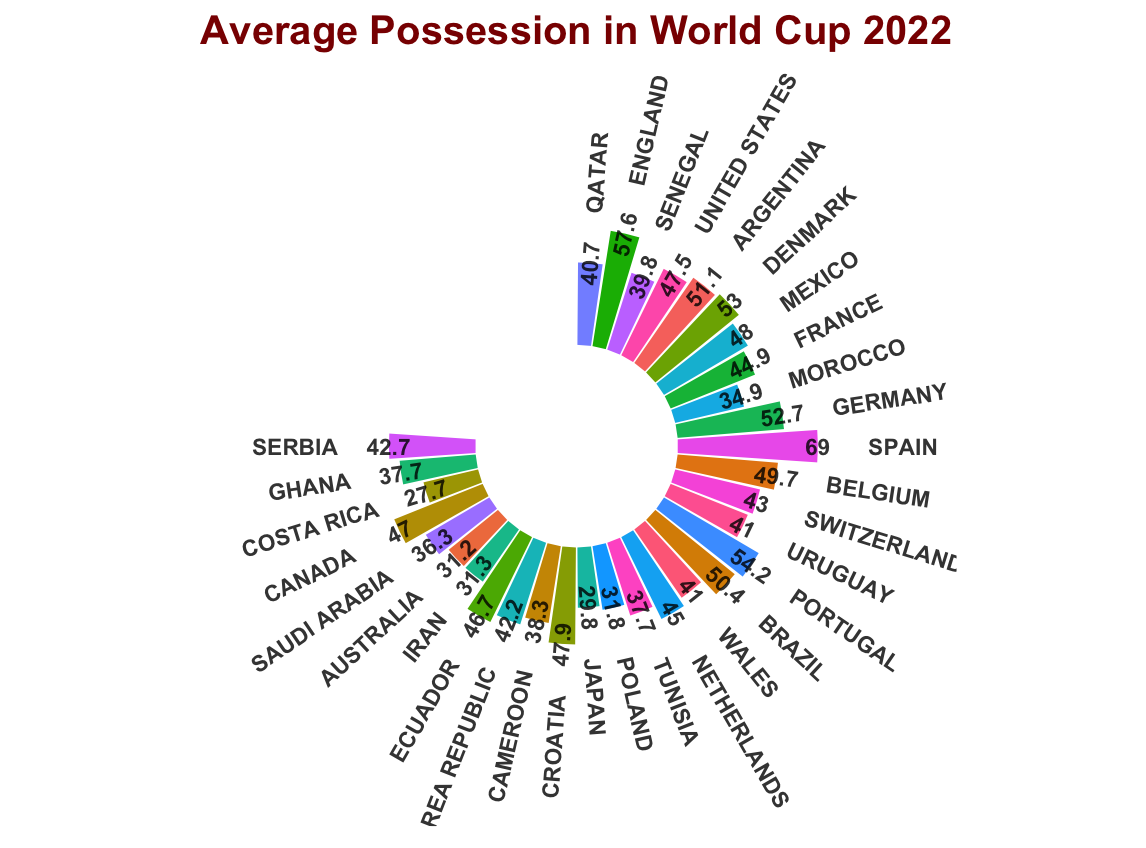 Average Possession in World Cup 2022
QATAR
40.7
ENGLAND
57.6
SENEGAL
39.8
UNITED STATES
47.5
ARGENTINA
51.1
DENMARK
53
MEXICO
48
FRANCE
44.9
MOROCCO
34.9
GERMANY
52.7
SPAIN
69
BELGIUM
49.7
SWITZERLAND
43
URUGUAY
41
PORTUGAL
54.2
BRAZIL
50.4
WALES
41
NETHERLANDS
45
TUNISIA
37.7
POLAND
31.8
JAPAN
29.8
CROATIA
47.9
CAMEROON
38.3
REA REPUBLIC
42.2
ECUADOR
46.7
IRAN
31.3
AUSTRALIA
31.2
SAUDI ARABIA
36.3
CANADA
47
COSTA RICA
27.7
GHANA
37.7
SERBIA
42.7